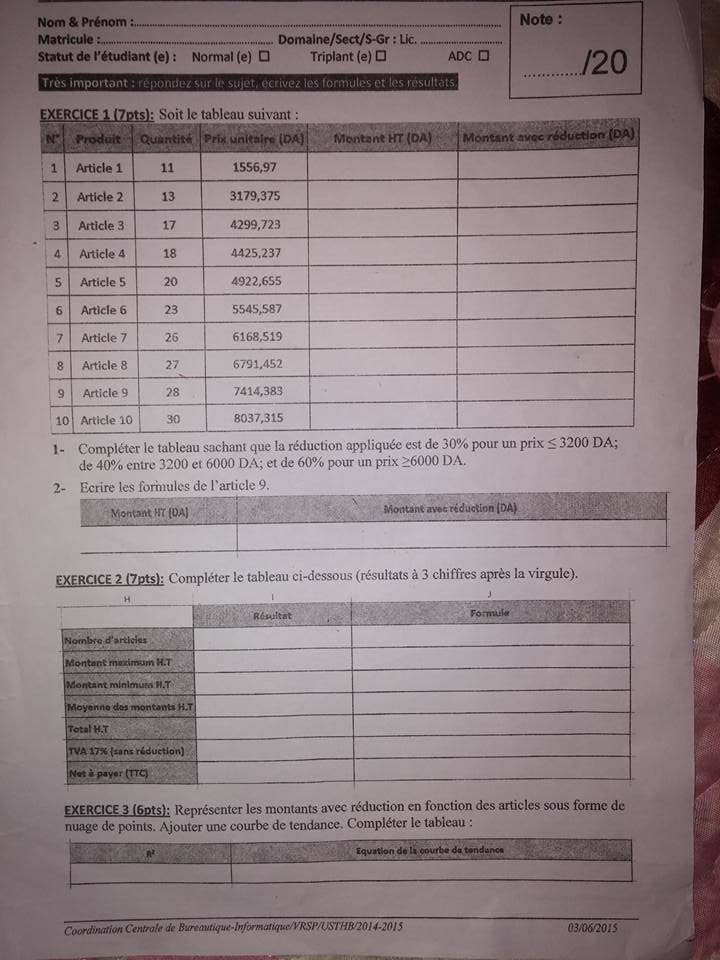 Nom & Prénom :..............................................................................
Note :
Matricule :........................................ Domaine/Sect/S-Gr : Lic. ....................
Statut de l'étudiant (e) : Normal (e) ☐ Triplant (e) ☐ ADC ☐
............./20
Très important : répondez sur le sujet, écrivez les formules et les résultats.
EXERCICE 1 (7pts): Soit le tableau suivant :
N° Produit Quantité Prix unitaire (DA) Montant HT (DA) Montant avec réduction (DA)
1 Article 1 11 1556,97
2 Article 2 13 3179,375
3 Article 3 17 4299,723
4 Article 4 18 4425,237
5 Article 5 20 4922,655
6 Article 6 23 5545,587
7 Article 7 26 6168,519
8 Article 8 27 6791,452
9 Article 9 28 7414,383
10 Article 10 30 8037,315
1- Compléter le tableau sachant que la réduction appliquée est de 30% pour un prix ≤ 3200 DA;
de 40% entre 3200 et 6000 DA; et de 60% pour un prix ≥6000 DA.
2- Ecrire les formules de l'article 9.
Montant HT (DA) Montant avec réduction (DA)
EXERCICE 2 (7pts): Compléter le tableau ci-dessous (résultats à 3 chiffres après la virgule).
H I J
Résultat Formule
Nombre d'articles
Montant maximum H.T
Montant minimum H.T
Moyenne des montants H.T
Total H.T
TVA 17% (sans réduction)
Net à payer (TTC)
EXERCICE 3 (6pts): Représenter les montants avec réduction en fonction des articles sous forme de
nuage de points. Ajouter une courbe de tendance. Compléter le tableau :
R² Equation de la courbe de tendance
Coordination Centrale de Bureautique-Informatique/VRSP/USTHB/2014-2015 03/06/2015